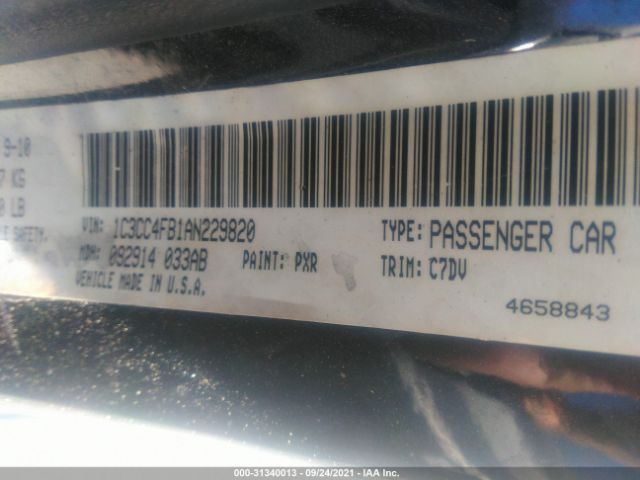 9-10
KG
LB
SAFETY.
VIN: 1C3CC4FB1AN229820
MDH: 092914 033AB
PAINT: PXR
VEHICLE MADE IN U.S.A.
TYPE: PASSENGER CAR
TRIM: C7DV
4658843
000-31340013 - 09/24/2021 - IAA Inc.